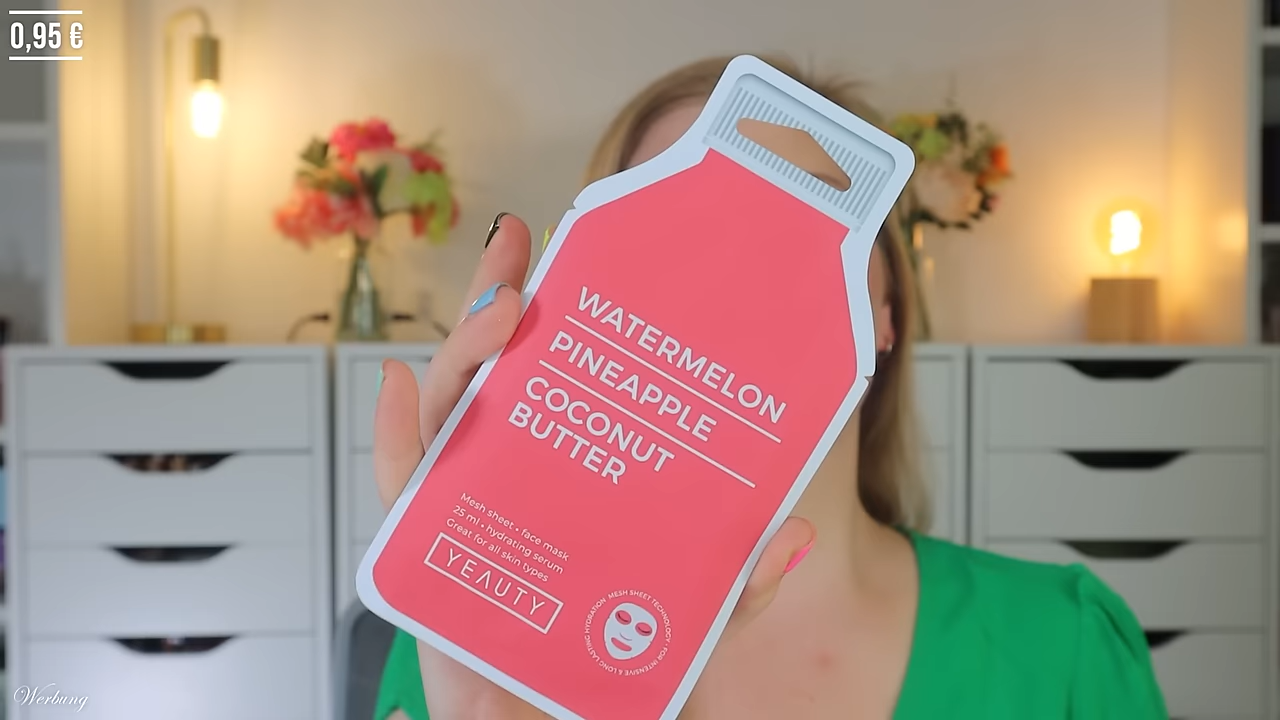 0,95 €
WATERMELON
PINEAPPLE
COCONUT
BUTTER
Mesh sheet • face mask
25 ml • hydrating serum
Great for all skin types
YEAUTY
MESH SHEET TECHNOLOGY • FOR INTENSIVE & LONG LASTING HYDRATION
Werbung